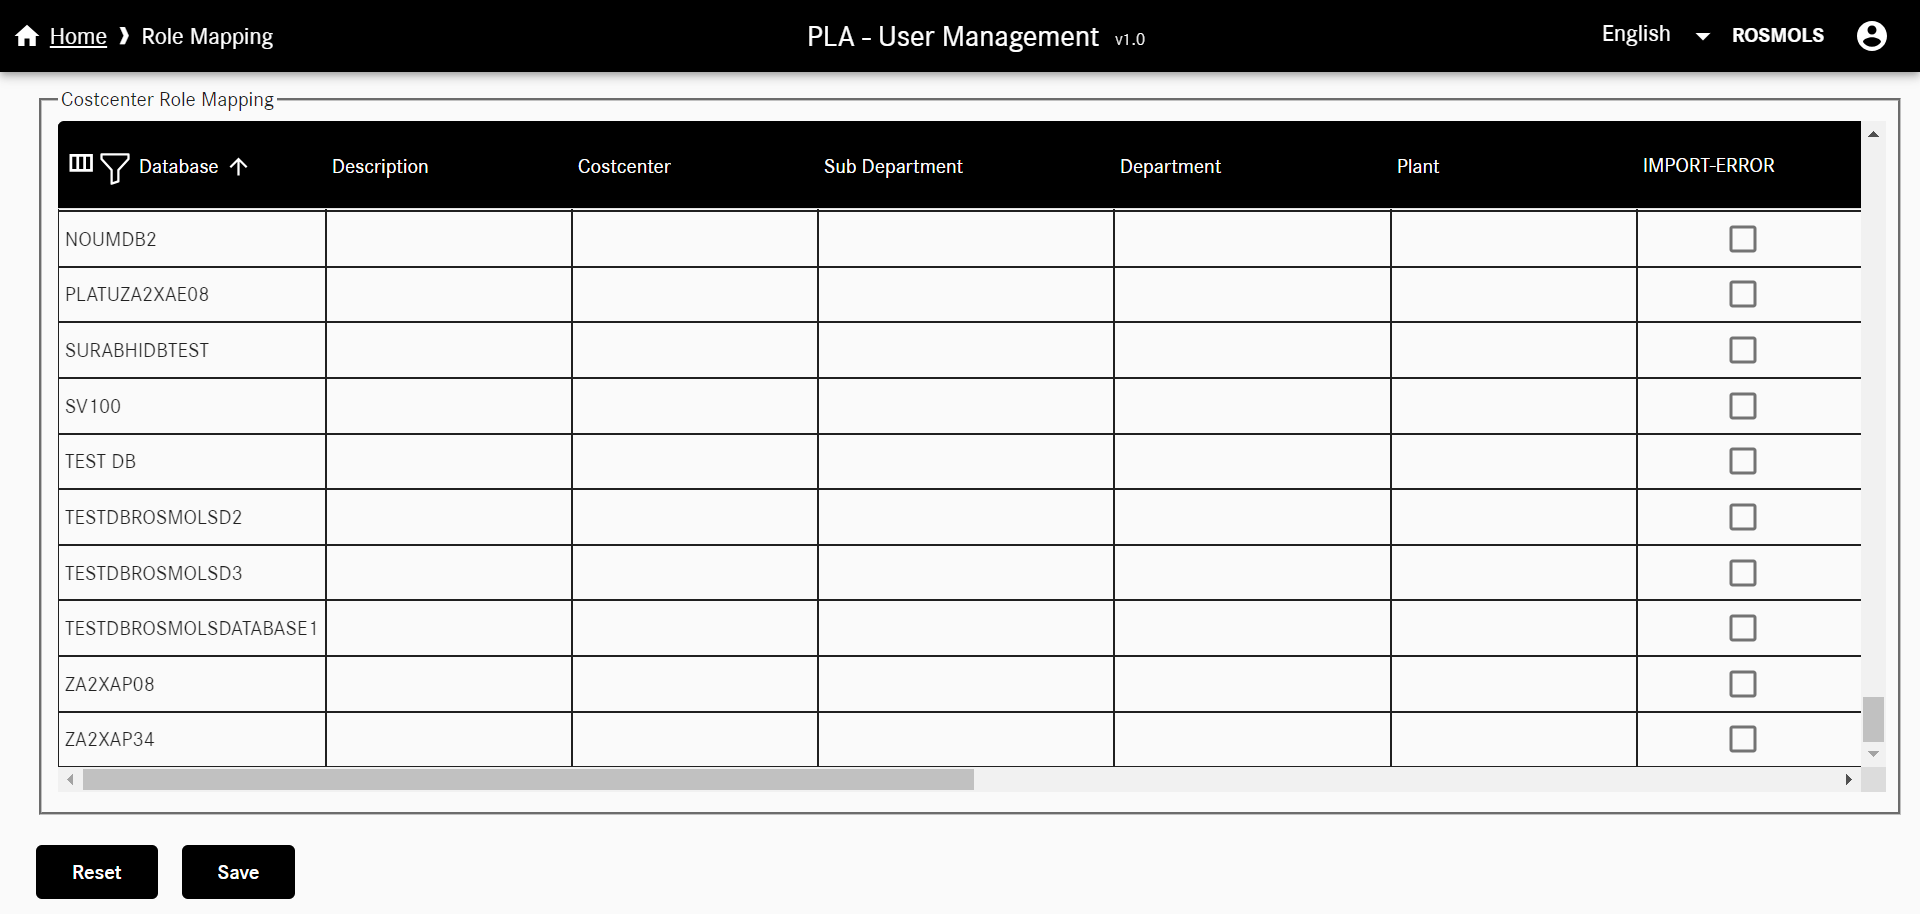 Home ❱ Role Mapping
PLA - User Management v1.0
English
ROSMOLS
Costcenter Role Mapping
Database Description Costcenter Sub Department Department Plant IMPORT-ERROR
NOUMDB2
PLATUZA2XAE08
SURABHIDBTEST
SV100
TEST DB
TESTDBROSMOLSD2
TESTDBROSMOLSD3
TESTDBROSMOLSDATABASE1
ZA2XAP08
ZA2XAP34
Reset Save